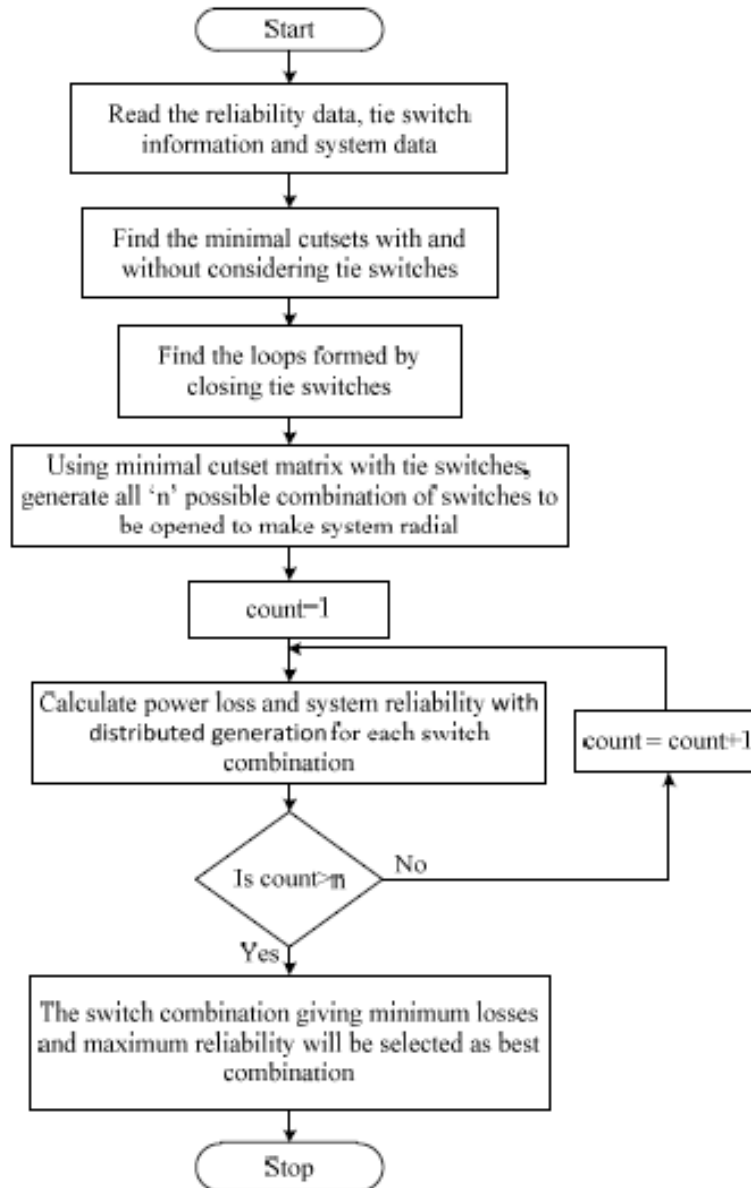 Start
Read the reliability data, tie switch
information and system data
Find the minimal cutsets with and
without considering tie switches
Find the loops formed by
closing tie switches
Using minimal cutset matrix with tie switches,
generate all 'n' possible combination of switches to
be opened to make system radial
count=1
Calculate power loss and system reliability with
distributed generation for each switch
combination
count = count+1
Is count>n
No
Yes
The switch combination giving minimum losses
and maximum reliability will be selected as best
combination
Stop